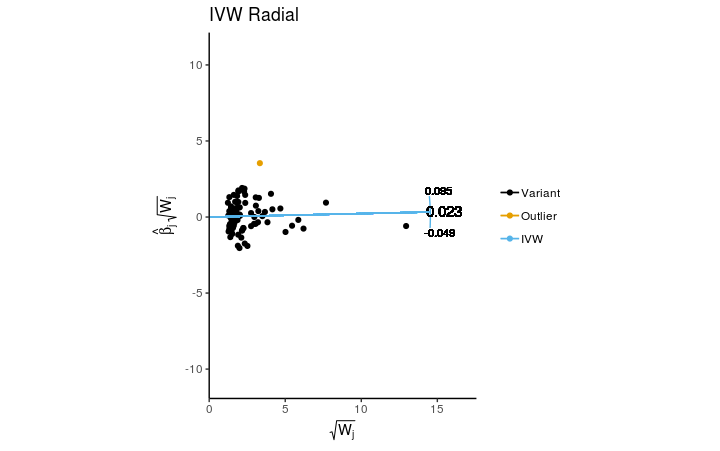 IVW Radial
10
5
0
-5
-10
β̂j√Wj
0.095
0.023
-0.049
Variant
Outlier
IVW
0 5 10 15
√Wj